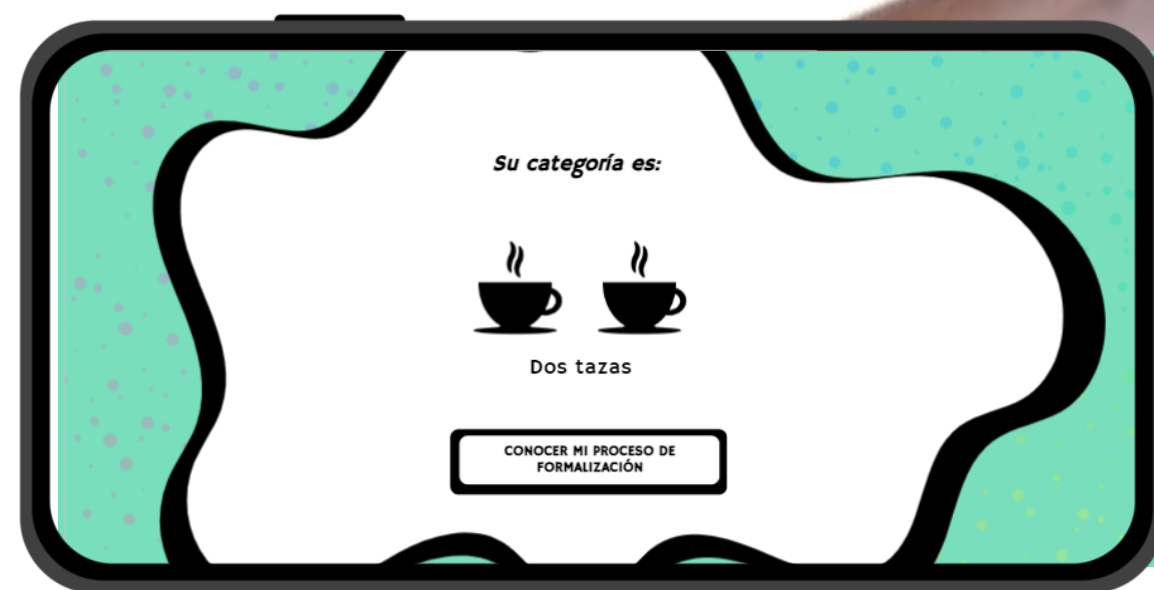 Su categoría es:
Dos tazas
CONOCER MI PROCESO DE
FORMALIZACIÓN